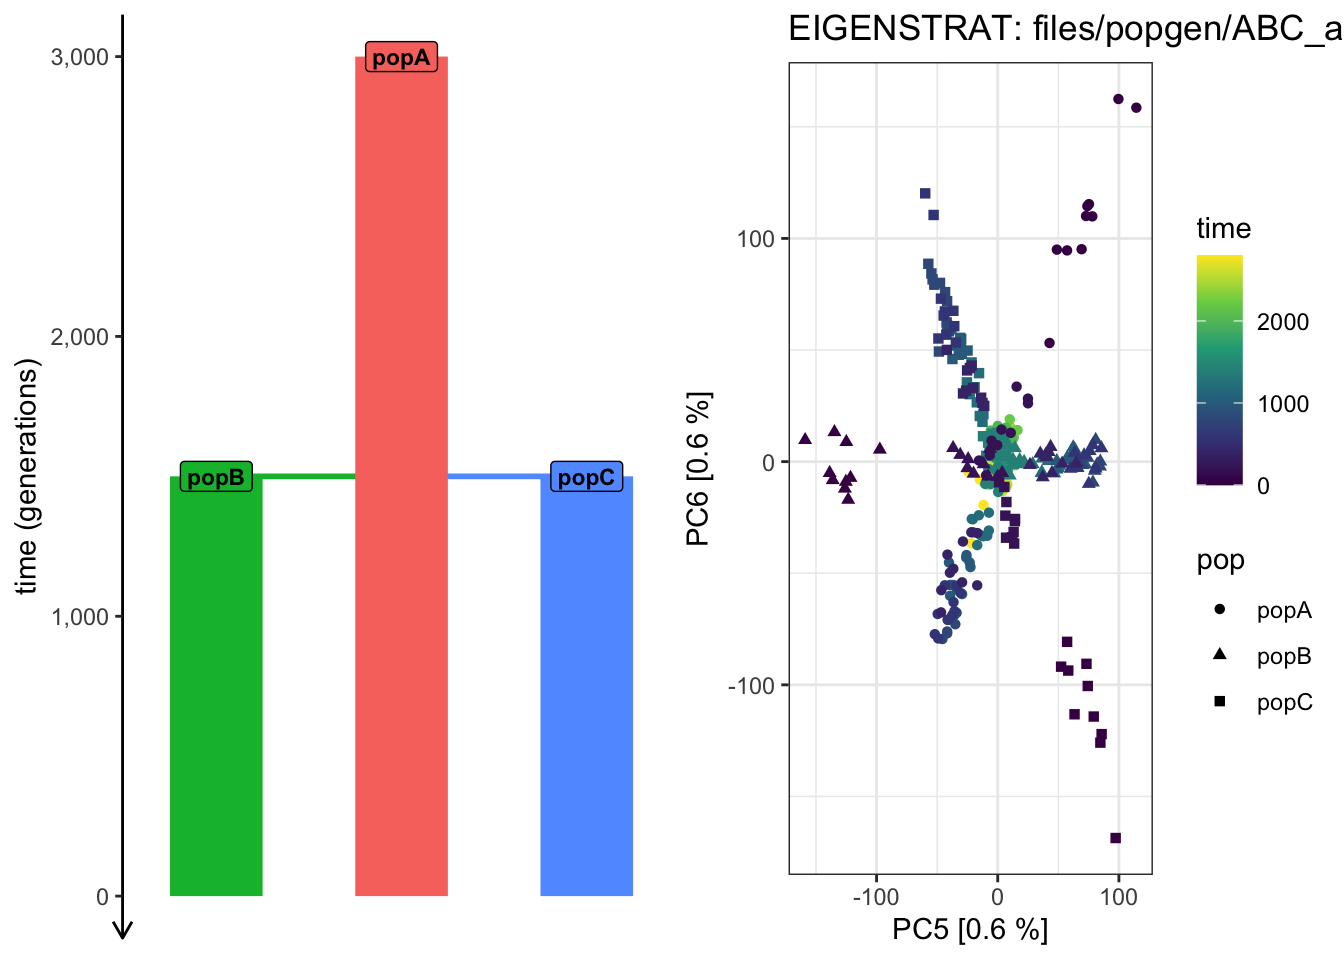 time (generations)
3,000
2,000
1,000
0
popA
popB
popC
EIGENSTRAT: files/popgen/ABC_a
PC6 [0.6 %]
100
0
-100
-100
0
100
PC5 [0.6 %]
time
2000
1000
0
pop
popA
popB
popC